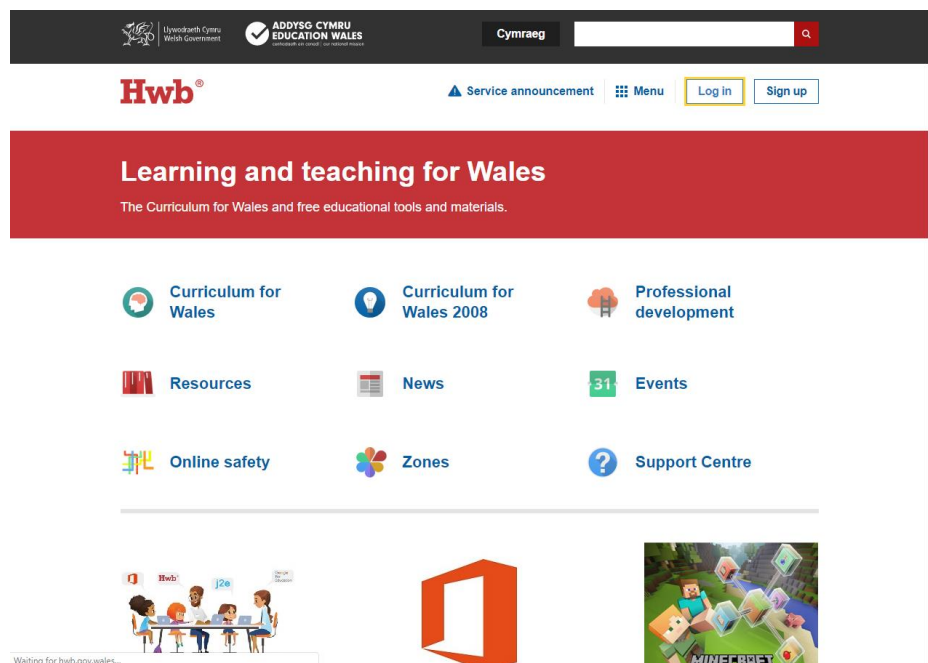 Llywodraeth Cymru
Welsh Government
ADDYSG CYMRU
EDUCATION WALES
Cymraeg
Hwb®
Service announcement
Menu
Log in
Sign up
Learning and teaching for Wales
The Curriculum for Wales and free educational tools and materials.
Curriculum for
Wales
Curriculum for
Wales 2008
Professional
development
Resources
News
31
Events
Online safety
Zones
?
Support Centre
Hwb
j2e
Google
for
Education
MINECRAFT
Waiting for hwb.gov.wales...